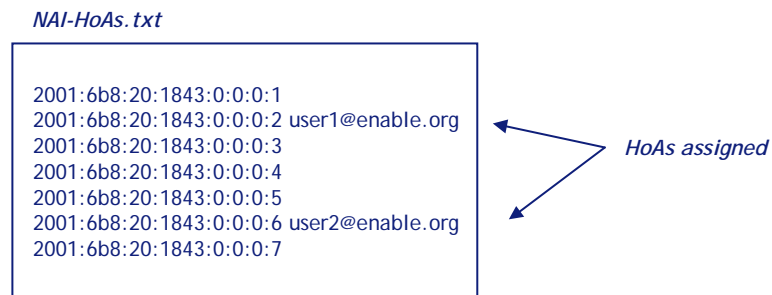 NAI-HoAs.txt
2001:6b8:20:1843:0:0:0:1
2001:6b8:20:1843:0:0:0:2 user1@enable.org
2001:6b8:20:1843:0:0:0:3
2001:6b8:20:1843:0:0:0:4
2001:6b8:20:1843:0:0:0:5
2001:6b8:20:1843:0:0:0:6 user2@enable.org
2001:6b8:20:1843:0:0:0:7
HoAs assigned